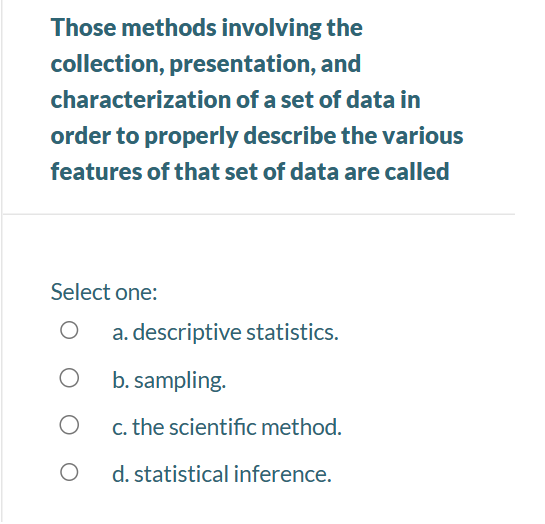 Those methods involving the
collection, presentation, and
characterization of a set of data in
order to properly describe the various
features of that set of data are called
Select one:
a. descriptive statistics.
b. sampling.
c. the scientific method.
d. statistical inference.